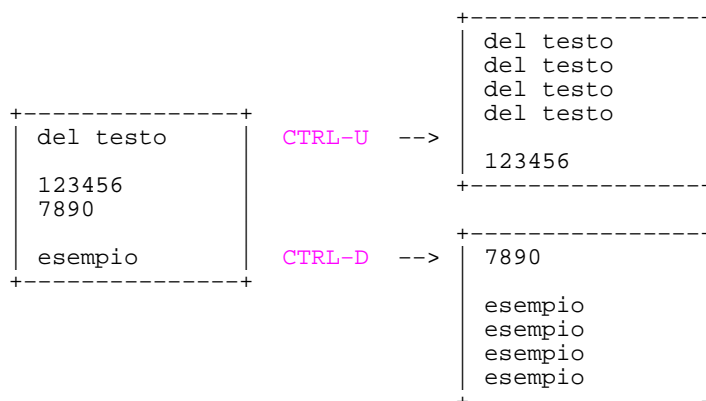 +----------------
| del testo
| del testo
| del testo
| del testo
+---------------+
| del testo | CTRL-U --> |
| 123456 | 123456
| 7890 +----------------
+----------------
| esempio | CTRL-D --> | 7890
+---------------+
| esempio
| esempio
| esempio
| esempio
+----------------